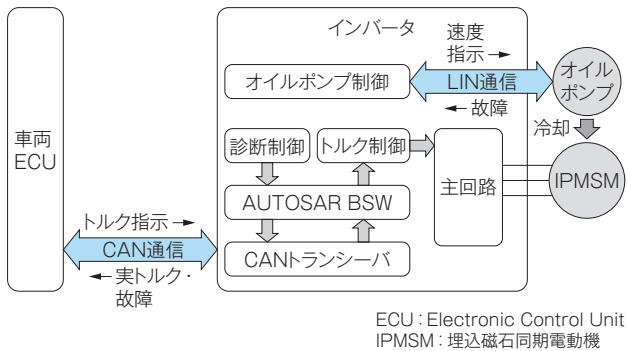 インバータ
速度
指示
オイルポンプ制御
LIN通信
故障
オイル
ポンプ
冷却
車両
ECU
診断制御
トルク制御
主回路
IPMSM
AUTOSAR BSW
トルク指示
CAN通信
CANトランシーバ
実トルク・
故障
ECU：Electronic Control Unit
IPMSM：埋込磁石同期電動機